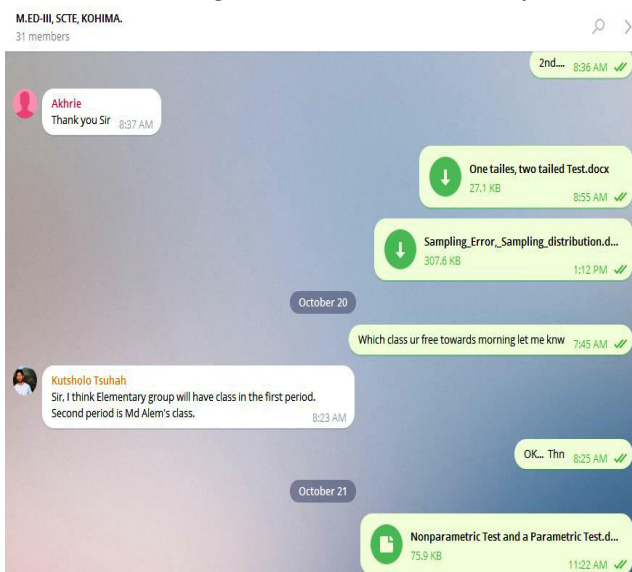 M.ED-III, SCTE, KOHIMA.
31 members
2nd.... 8:36 AM
Akhrie
Thank you Sir 8:37 AM
One tailes, two tailed Test.docx
27.1 KB
8:55 AM
Sampling_Error,_Sampling_distribution.d...
307.6 KB
1:12 PM
October 20
Which class ur free towards morning let me knw 7:45 AM
Kutsholo Tsuhah
Sir, I think Elementary group will have class in the first period.
Second period is Md Alem's class. 8:23 AM
OK... Thn 8:25 AM
October 21
Nonparametric Test and a Parametric Test.d...
75.9 KB
11:22 AM